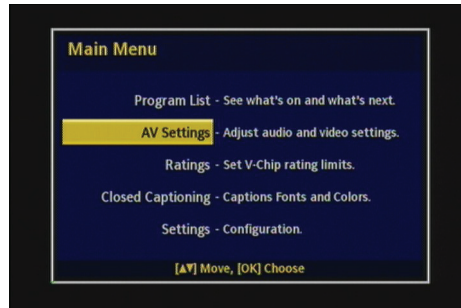 Main Menu
Program List - See what's on and what's next.
AV Settings - Adjust audio and video settings.
Ratings - Set V-Chip rating limits.
Closed Captioning - Captions Fonts and Colors.
Settings - Configuration.
[▲▼] Move, [OK] Choose